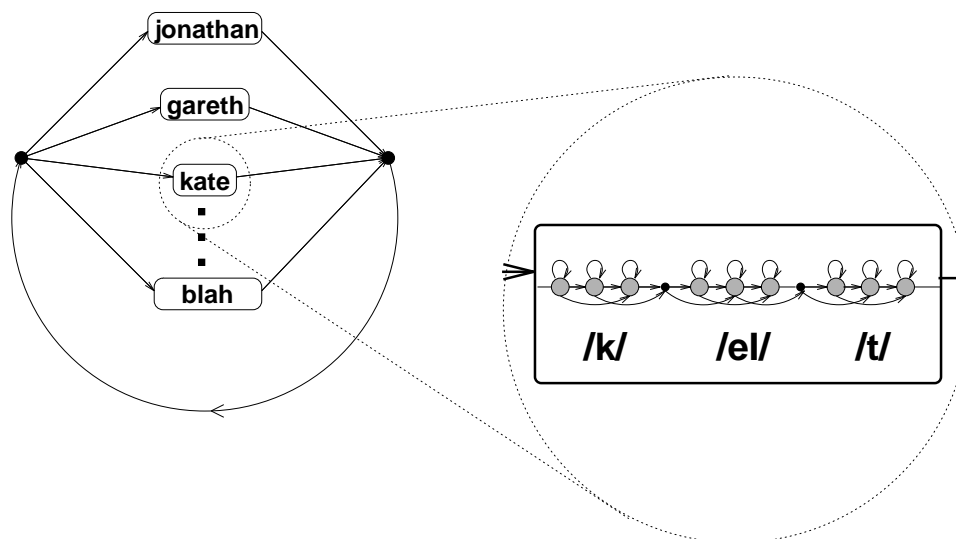 jonathan
gareth
kate
blah
/k/ /eI/ /t/